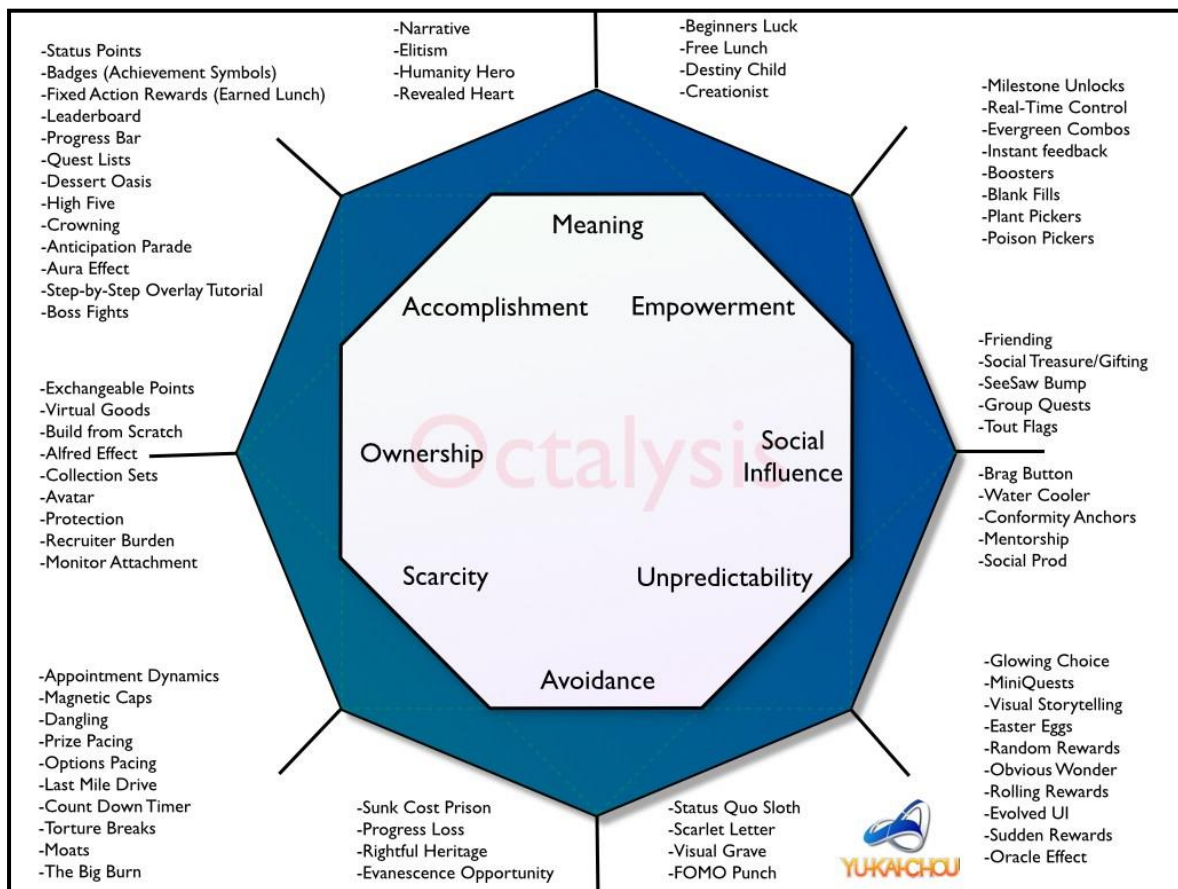 -Narrative
-Elitism
-Humanity Hero
-Revealed Heart
-Beginners Luck
-Free Lunch
-Destiny Child
-Creationist
-Status Points
-Badges (Achievement Symbols)
-Fixed Action Rewards (Earned Lunch)
-Leaderboard
-Progress Bar
-Quest Lists
-Dessert Oasis
-High Five
-Crowning
-Anticipation Parade
-Aura Effect
-Step-by-Step Overlay Tutorial
-Boss Fights
-Milestone Unlocks
-Real-Time Control
-Evergreen Combos
-Instant feedback
-Boosters
-Blank Fills
-Plant Pickers
-Poison Pickers
Meaning
Accomplishment
Empowerment
Octalysis
Ownership
Social
Influence
Scarcity
Unpredictability
Avoidance
-Exchangeable Points
-Virtual Goods
-Build from Scratch
-Alfred Effect
-Collection Sets
-Avatar
-Protection
-Recruiter Burden
-Monitor Attachment
-Friending
-Social Treasure/Gifting
-SeeSaw Bump
-Group Quests
-Tout Flags
-Brag Button
-Water Cooler
-Conformity Anchors
-Mentorship
-Social Prod
-Appointment Dynamics
-Magnetic Caps
-Dangling
-Prize Pacing
-Options Pacing
-Last Mile Drive
-Count Down Timer
-Torture Breaks
-Moats
-The Big Burn
-Sunk Cost Prison
-Progress Loss
-Rightful Heritage
-Evanescence Opportunity
-Status Quo Sloth
-Scarlet Letter
-Visual Grave
-FOMO Punch
-Glowing Choice
-MiniQuests
-Visual Storytelling
-Easter Eggs
-Random Rewards
-Obvious Wonder
-Rolling Rewards
-Evolved UI
-Sudden Rewards
-Oracle Effect
YU-KAI CHOU